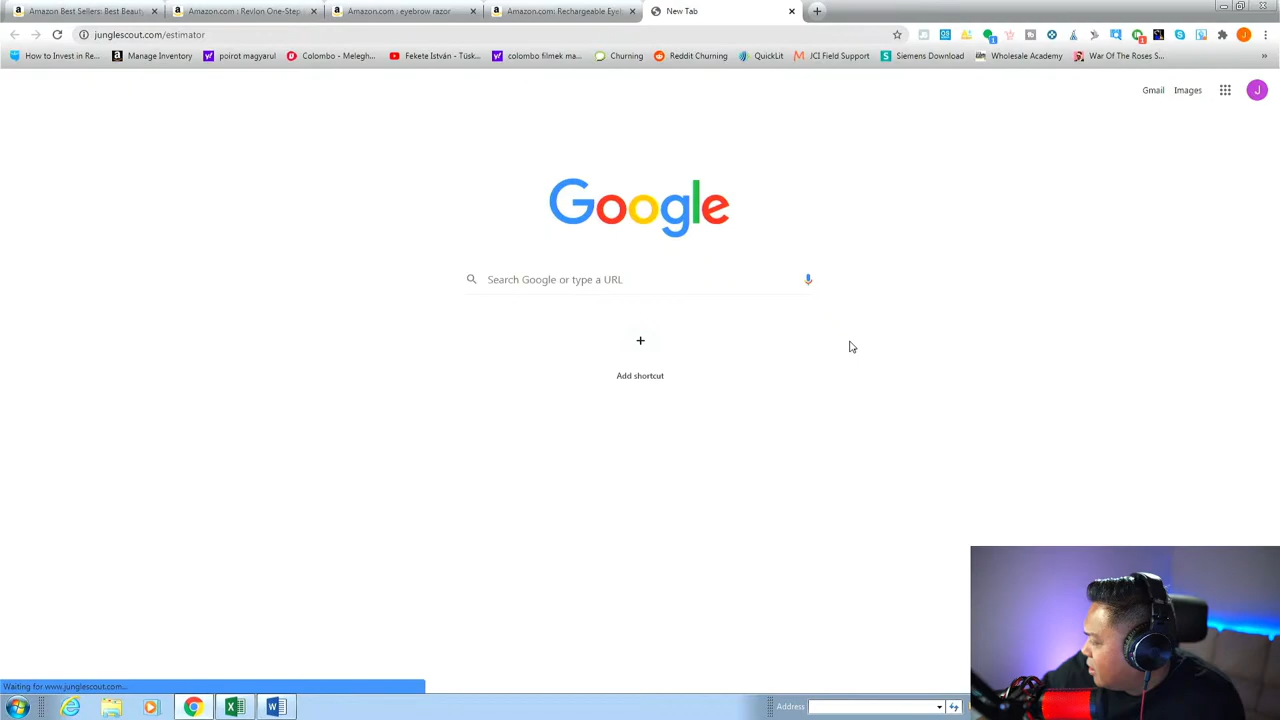 Amazon Best Sellers: Best Beauty
Amazon.com : Revlon One-Step
Amazon.com : eyebrow razor
Amazon.com: Rechargeable Eyeb
New Tab
junglescout.com/estimator
How to Invest in Re...
Manage Inventory
poirot magyarul
Colombo - Melegh...
Fekete István - Tüsk...
colombo filmek ma...
Churning
Reddit Churning
QuickLit
JCI Field Support
Siemens Download
Wholesale Academy
War Of The Roses S...
Gmail
Images
J
Google
Search Google or type a URL
Add shortcut
Waiting for www.junglescout.com...
Address